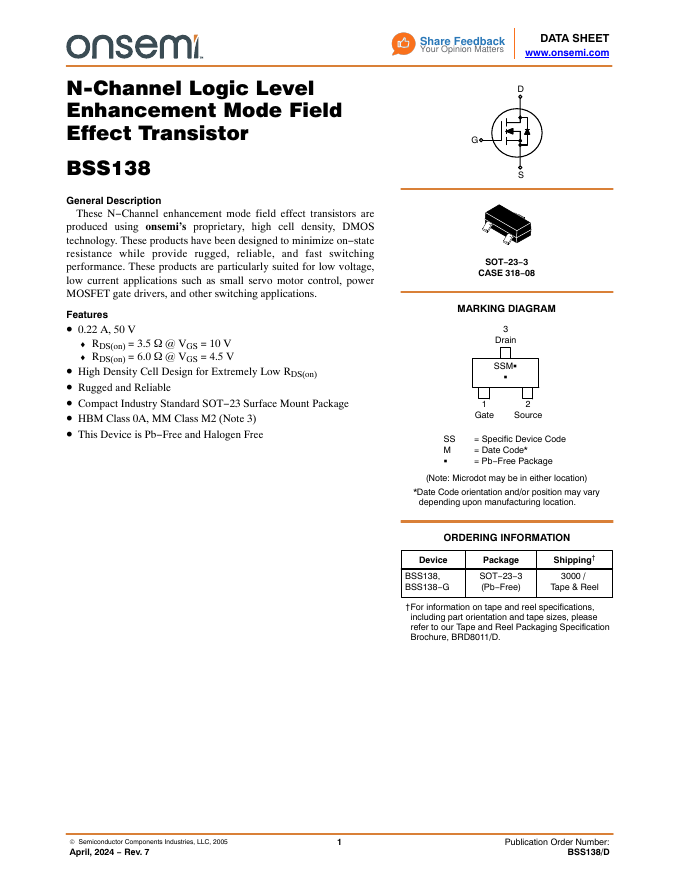 onsemi™
Share Feedback
Your Opinion Matters
DATA SHEET
www.onsemi.com
N-Channel Logic Level
Enhancement Mode Field
Effect Transistor
BSS138
General Description
These N−Channel enhancement mode field effect transistors are
produced using onsemi's proprietary, high cell density, DMOS
technology. These products have been designed to minimize on−state
resistance while provide rugged, reliable, and fast switching
performance. These products are particularly suited for low voltage,
low current applications such as small servo motor control, power
MOSFET gate drivers, and other switching applications.
Features
• 0.22 A, 50 V
♦ RDS(on) = 3.5 Ω @ VGS = 10 V
♦ RDS(on) = 6.0 Ω @ VGS = 4.5 V
• High Density Cell Design for Extremely Low RDS(on)
• Rugged and Reliable
• Compact Industry Standard SOT−23 Surface Mount Package
• HBM Class 0A, MM Class M2 (Note 3)
• This Device is Pb−Free and Halogen Free
D
G
S
SOT−23−3
CASE 318−08
MARKING DIAGRAM
3
Drain
SSM▪
▪
1 2
Gate Source
SS = Specific Device Code
M = Date Code*
▪ = Pb−Free Package
(Note: Microdot may be in either location)
*Date Code orientation and/or position may vary
depending upon manufacturing location.
ORDERING INFORMATION
Device Package Shipping†
BSS138, SOT−23−3 3000 /
BSS138−G (Pb−Free) Tape & Reel
†For information on tape and reel specifications,
including part orientation and tape sizes, please
refer to our Tape and Reel Packaging Specification
Brochure, BRD8011/D.
© Semiconductor Components Industries, LLC, 2005
April, 2024 − Rev. 7
1
Publication Order Number:
BSS138/D